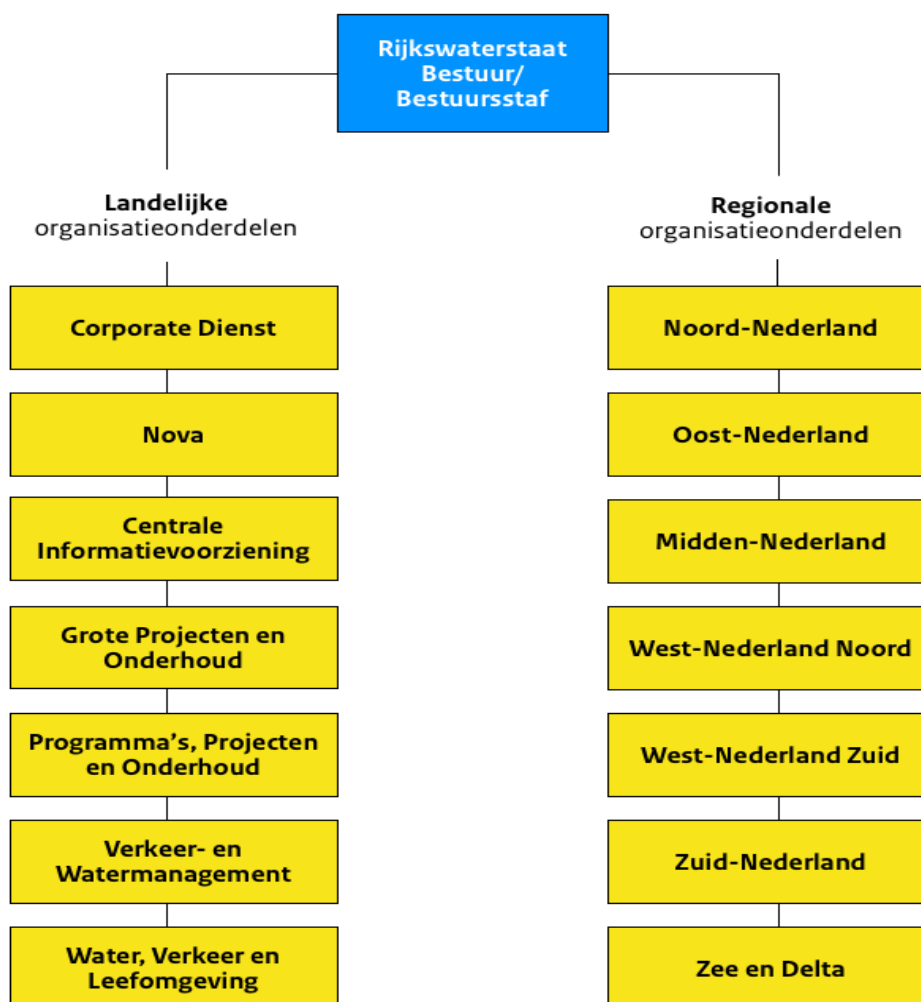 Rijkswaterstaat
Bestuur/
Bestuursstaf
Landelijke
organisatieonderdelen
Corporate Dienst
Nova
Centrale
Informatievoorziening
Grote Projecten en
Onderhoud
Programma’s, Projecten
en Onderhoud
Verkeer- en
Watermanagement
Water, Verkeer en
Leefomgeving
Regionale
organisatieonderdelen
Noord-Nederland
Oost-Nederland
Midden-Nederland
West-Nederland Noord
West-Nederland Zuid
Zuid-Nederland
Zee en Delta